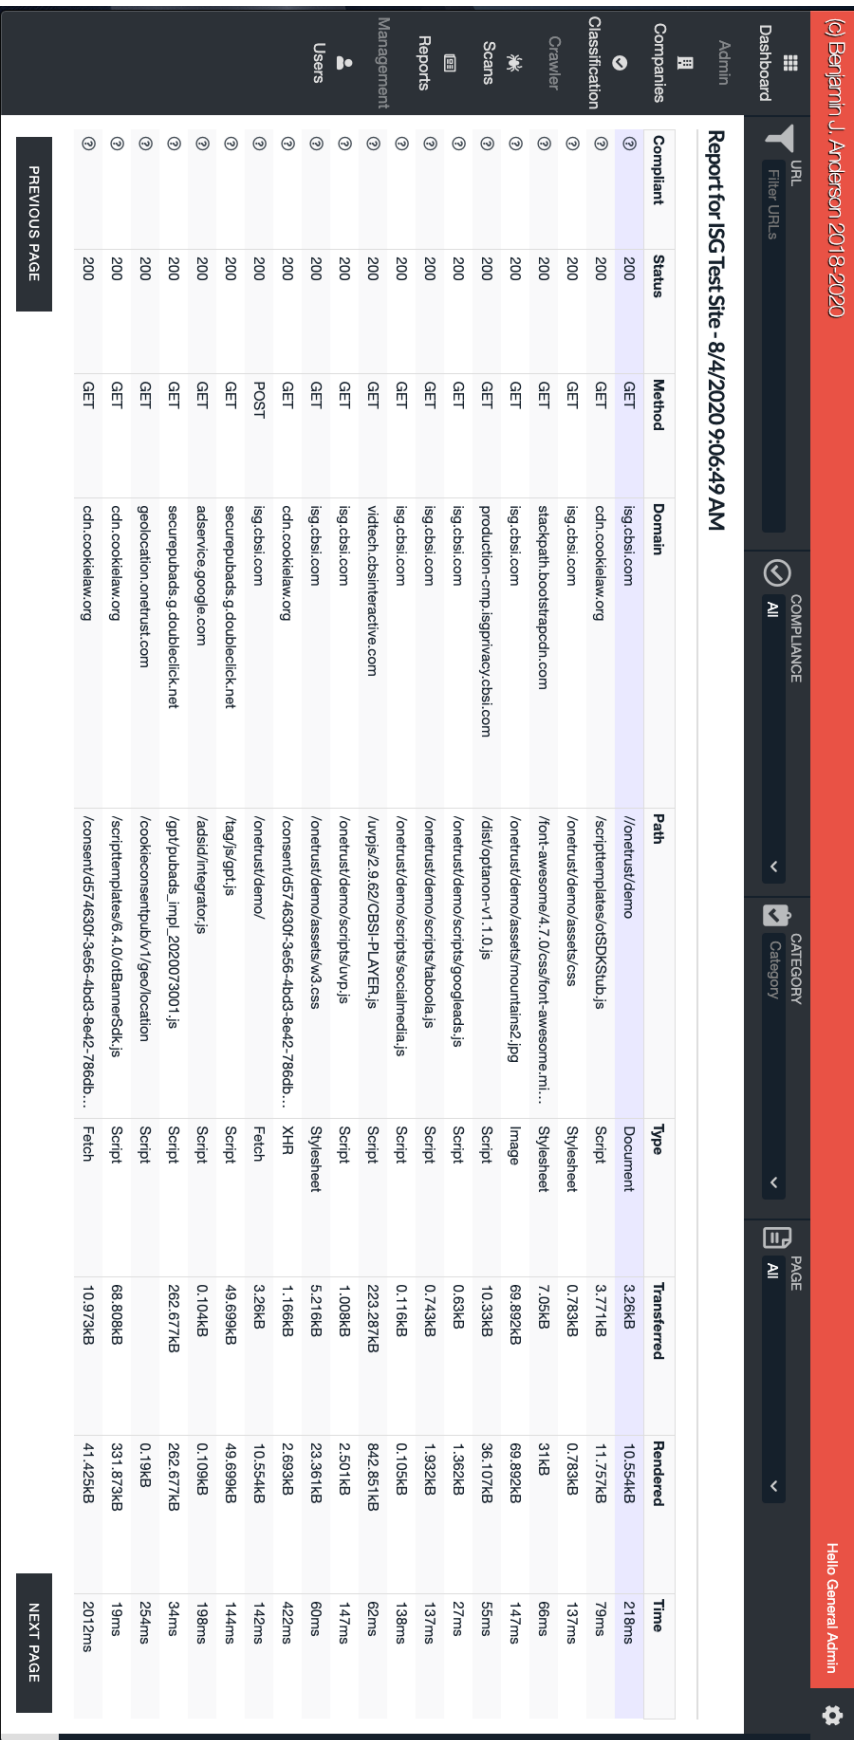 (c) Benjamin J. Anderson 2018-2020
Hello General Admin
Dashboard
Admin
Companies
Classification
Crawler
Scans
Reports
Management
Users
URL
Filter URLs
COMPLIANCE
All
CATEGORY
Category
PAGE
All
Report for ISG Test Site - 8/4/2020 9:06:49 AM
Compliant Status Method Domain Path Type Transferred Rendered Time
200 GET isg.cbsi.com //onetrust/demo Document 3.26kB 10.554kB 218ms
200 GET cdn.cookielaw.org /scripttemplates/otSDKStub.js Script 3.771kB 11.757kB 79ms
200 GET isg.cbsi.com /onetrust/demo/assets/css Stylesheet 0.783kB 0.783kB 137ms
200 GET stackpath.bootstrapcdn.com /font-awesome/4.7.0/css/font-awesome.mi... Stylesheet 7.05kB 31kB 66ms
200 GET isg.cbsi.com /onetrust/demo/assets/mountains2.jpg Image 69.892kB 69.892kB 147ms
200 GET production-cmp.isgprivacy.cbsi.com /dist/optanon-v1.1.0.js Script 10.33kB 36.107kB 55ms
200 GET isg.cbsi.com /onetrust/demo/scripts/googleads.js Script 0.63kB 1.362kB 27ms
200 GET isg.cbsi.com /onetrust/demo/scripts/taboola.js Script 0.743kB 1.932kB 137ms
200 GET isg.cbsi.com /onetrust/demo/scripts/socialmedia.js Script 0.116kB 0.105kB 138ms
200 GET vidtech.cbsinteractive.com /uvpjs/2.9.62/CBSI-PLAYER.js Script 223.287kB 842.851kB 62ms
200 GET isg.cbsi.com /onetrust/demo/scripts/uvp.js Script 1.008kB 2.501kB 147ms
200 GET isg.cbsi.com /onetrust/demo/assets/w3.css Stylesheet 5.216kB 23.361kB 60ms
200 GET cdn.cookielaw.org /consent/d574630f-3e56-4bd3-8e42-786db... XHR 1.166kB 2.693kB 422ms
200 POST isg.cbsi.com /onetrust/demo/ Fetch 3.26kB 10.554kB 142ms
200 GET securepubads.g.doubleclick.net /tag/js/gpt.js Script 49.699kB 49.699kB 144ms
200 GET adservice.google.com /adsid/integrator.js Script 0.104kB 0.109kB 198ms
200 GET securepubads.g.doubleclick.net /gpt/pubads_impl_2020073001.js Script 262.677kB 262.677kB 34ms
200 GET geolocation.onetrust.com /cookieconsentpub/v1/geo/location Script 0.19kB 254ms
200 GET cdn.cookielaw.org /scripttemplates/6.4.0/otBannerSdk.js Script 68.808kB 331.873kB 19ms
200 GET cdn.cookielaw.org /consent/d574630f-3e56-4bd3-8e42-786db... Fetch 10.973kB 41.425kB 2012ms
PREVIOUS PAGE
NEXT PAGE